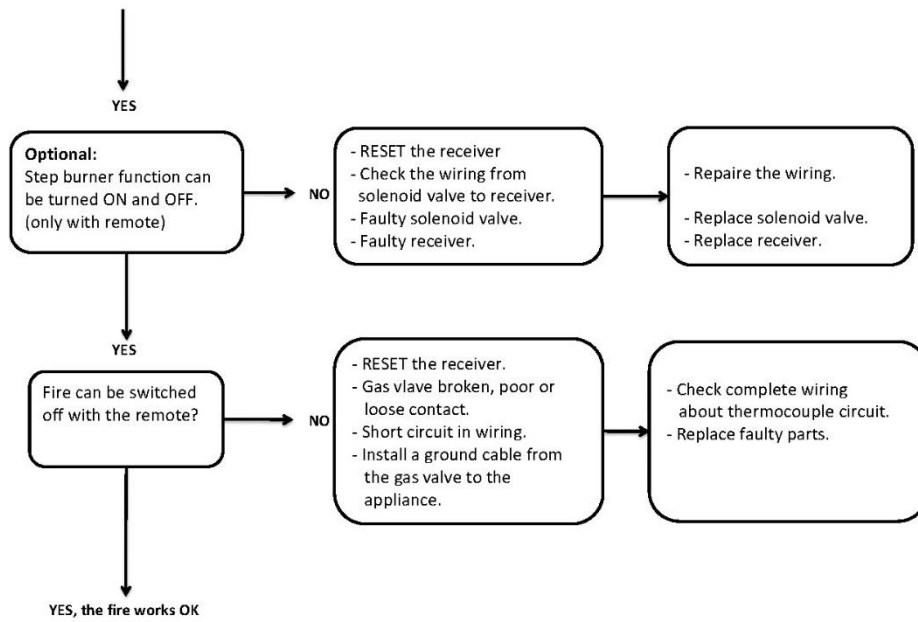 YES
Optional:
Step burner function can
be turned ON and OFF.
(only with remote)
NO
- RESET the receiver
- Check the wiring from
solenoid valve to receiver.
- Faulty solenoid valve.
- Faulty receiver.
- Repaire the wiring.
- Replace solenoid valve.
- Replace receiver.
YES
Fire can be switched
off with the remote?
NO
- RESET the receiver.
- Gas vlave broken, poor or
loose contact.
- Short circuit in wiring.
- Install a ground cable from
the gas valve to the
appliance.
- Check complete wiring
about thermocouple circuit.
- Replace faulty parts.
YES, the fire works OK